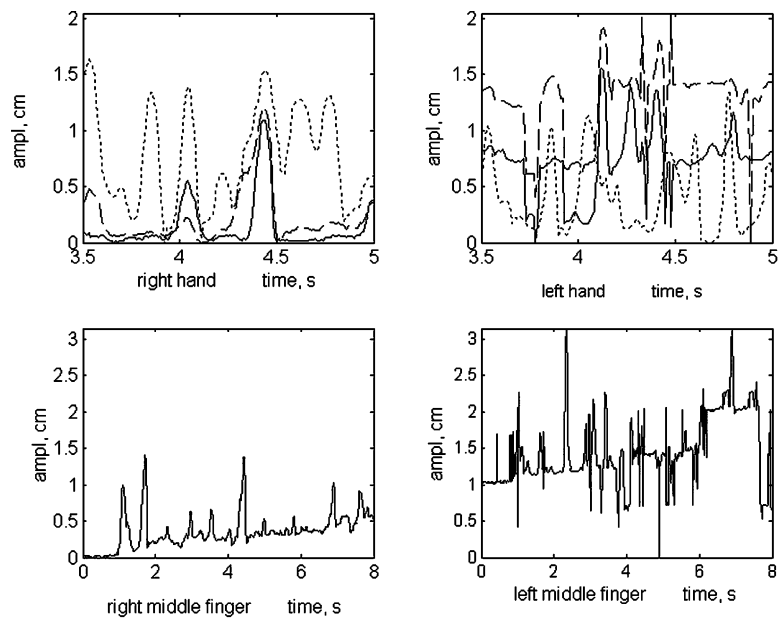 2
1.5
1
0.5
0
ampl, cm
3.5 4 4.5 5
right hand time, s
2
1.5
1
0.5
0
ampl, cm
3.5 4 4.5 5
left hand time, s
3
2.5
2
1.5
1
0.5
0
ampl, cm
0 2 4 6 8
right middle finger time, s
3
2.5
2
1.5
1
0.5
0
ampl, cm
0 2 4 6 8
left middle finger time, s